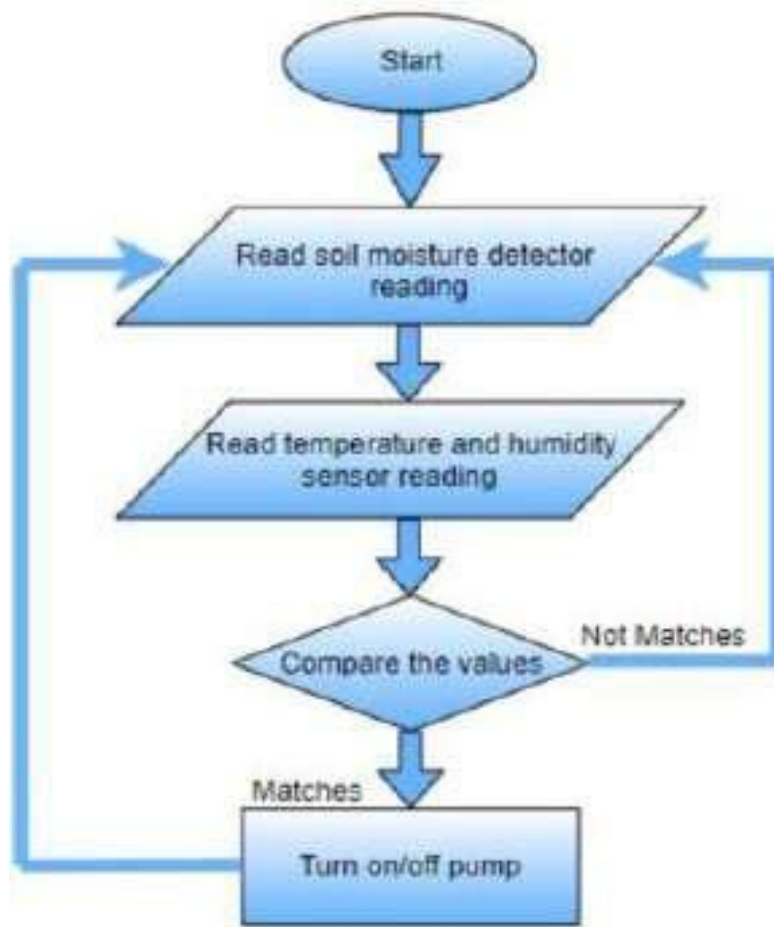 Start
Read soil moisture detector
reading
Read temperature and humidity
sensor reading
Compare the values
Not Matches
Matches
Turn on/off pump